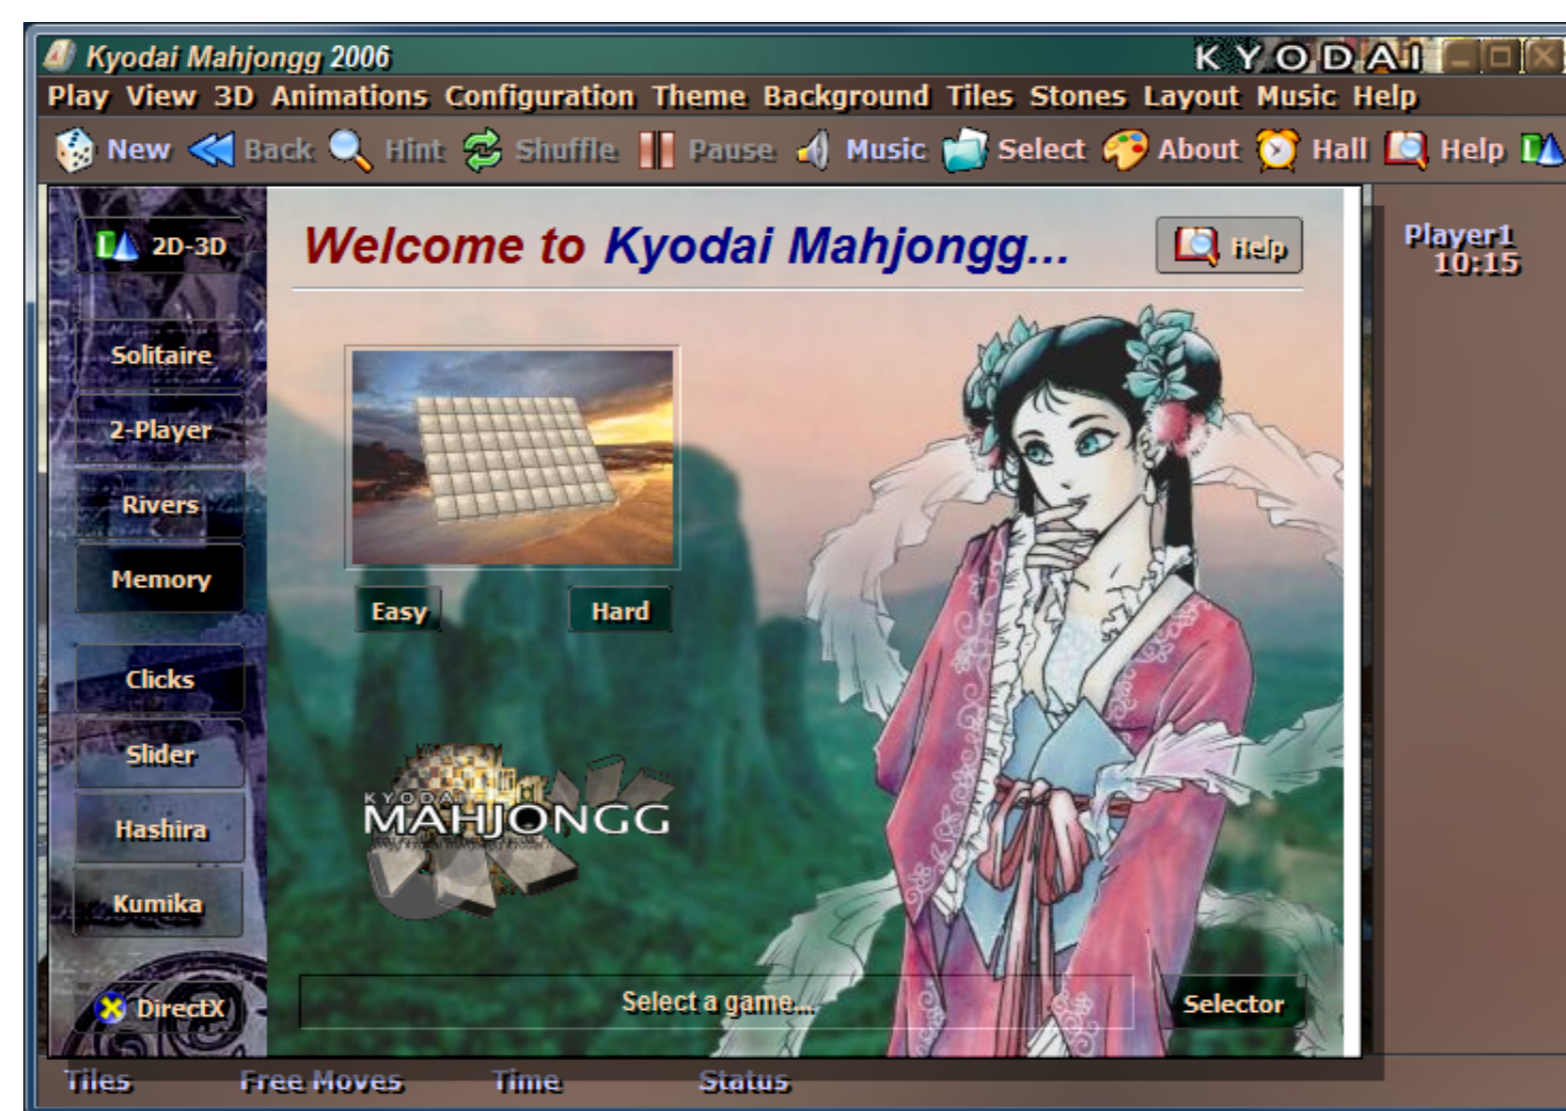 Kyodai Mahjongg 2006
KYODAI
Play View 3D Animations Configuration Theme Background Tiles Stones Layout Music Help
New Back Hint Shuffle Pause Music Select About Hall Help
2D-3D
Welcome to Kyodai Mahjongg...
Help
Player1
10:15
Solitaire
2-Player
Rivers
Memory
Easy
Hard
Clicks
Slider
Hashira
Kumika
KYODAI
MAHJONGG
DirectX
Select a game...
Selector
Tiles Free Moves Time Status